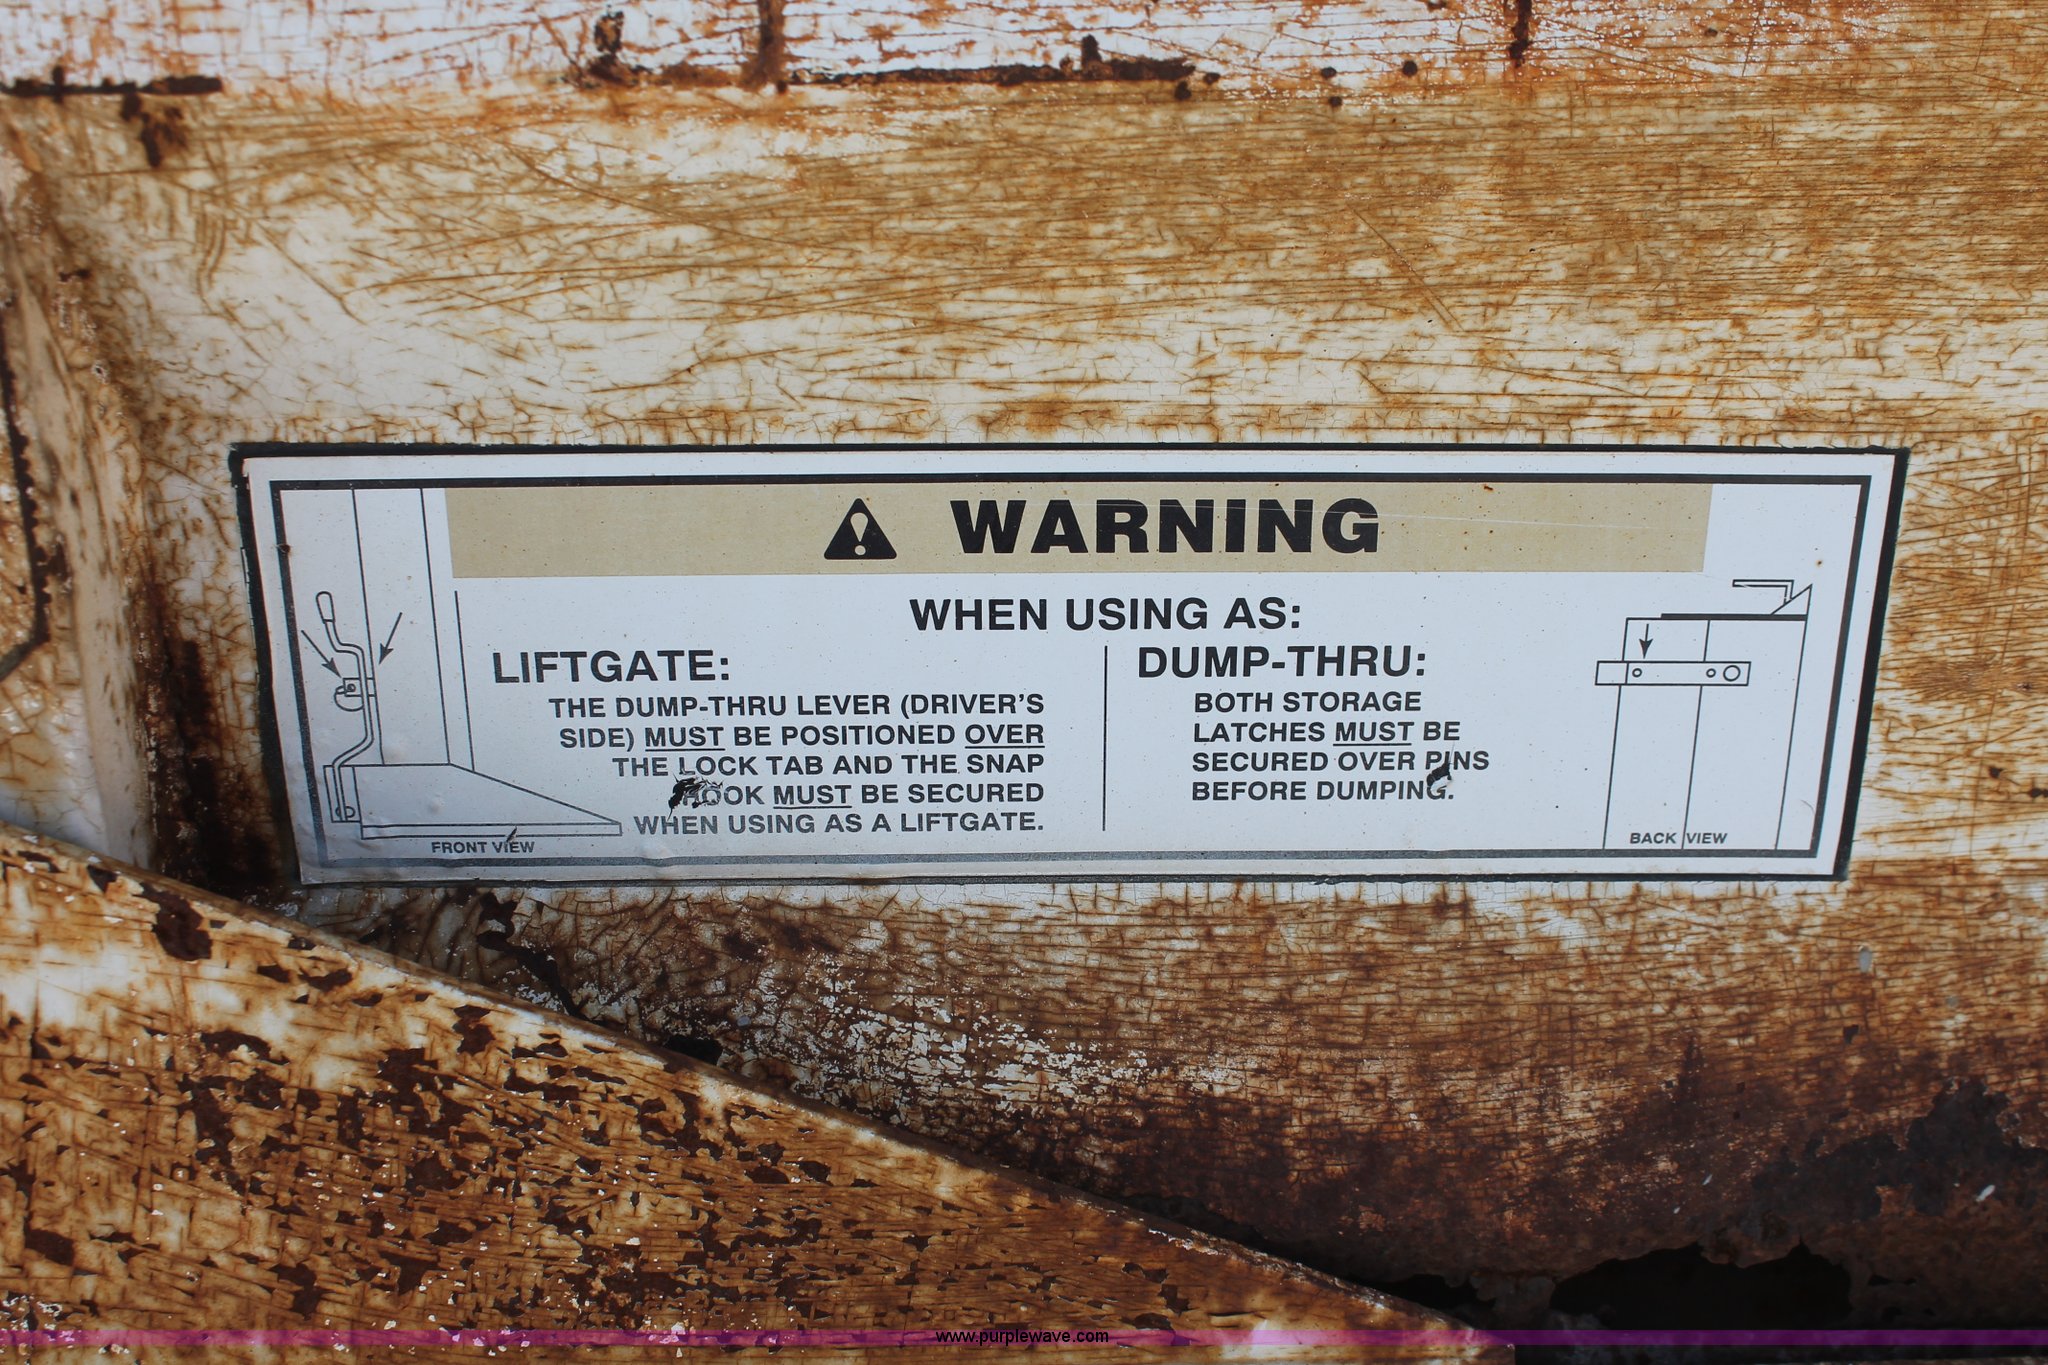 WARNING
WHEN USING AS:
LIFTGATE:
THE DUMP-THRU LEVER (DRIVER'S
SIDE) MUST BE POSITIONED OVER
THE LOCK TAB AND THE SNAP
HOOK MUST BE SECURED
WHEN USING AS A LIFTGATE.
FRONT VIEW
DUMP-THRU:
BOTH STORAGE
LATCHES MUST BE
SECURED OVER PINS
BEFORE DUMPING.
BACK VIEW
www.purplewave.com